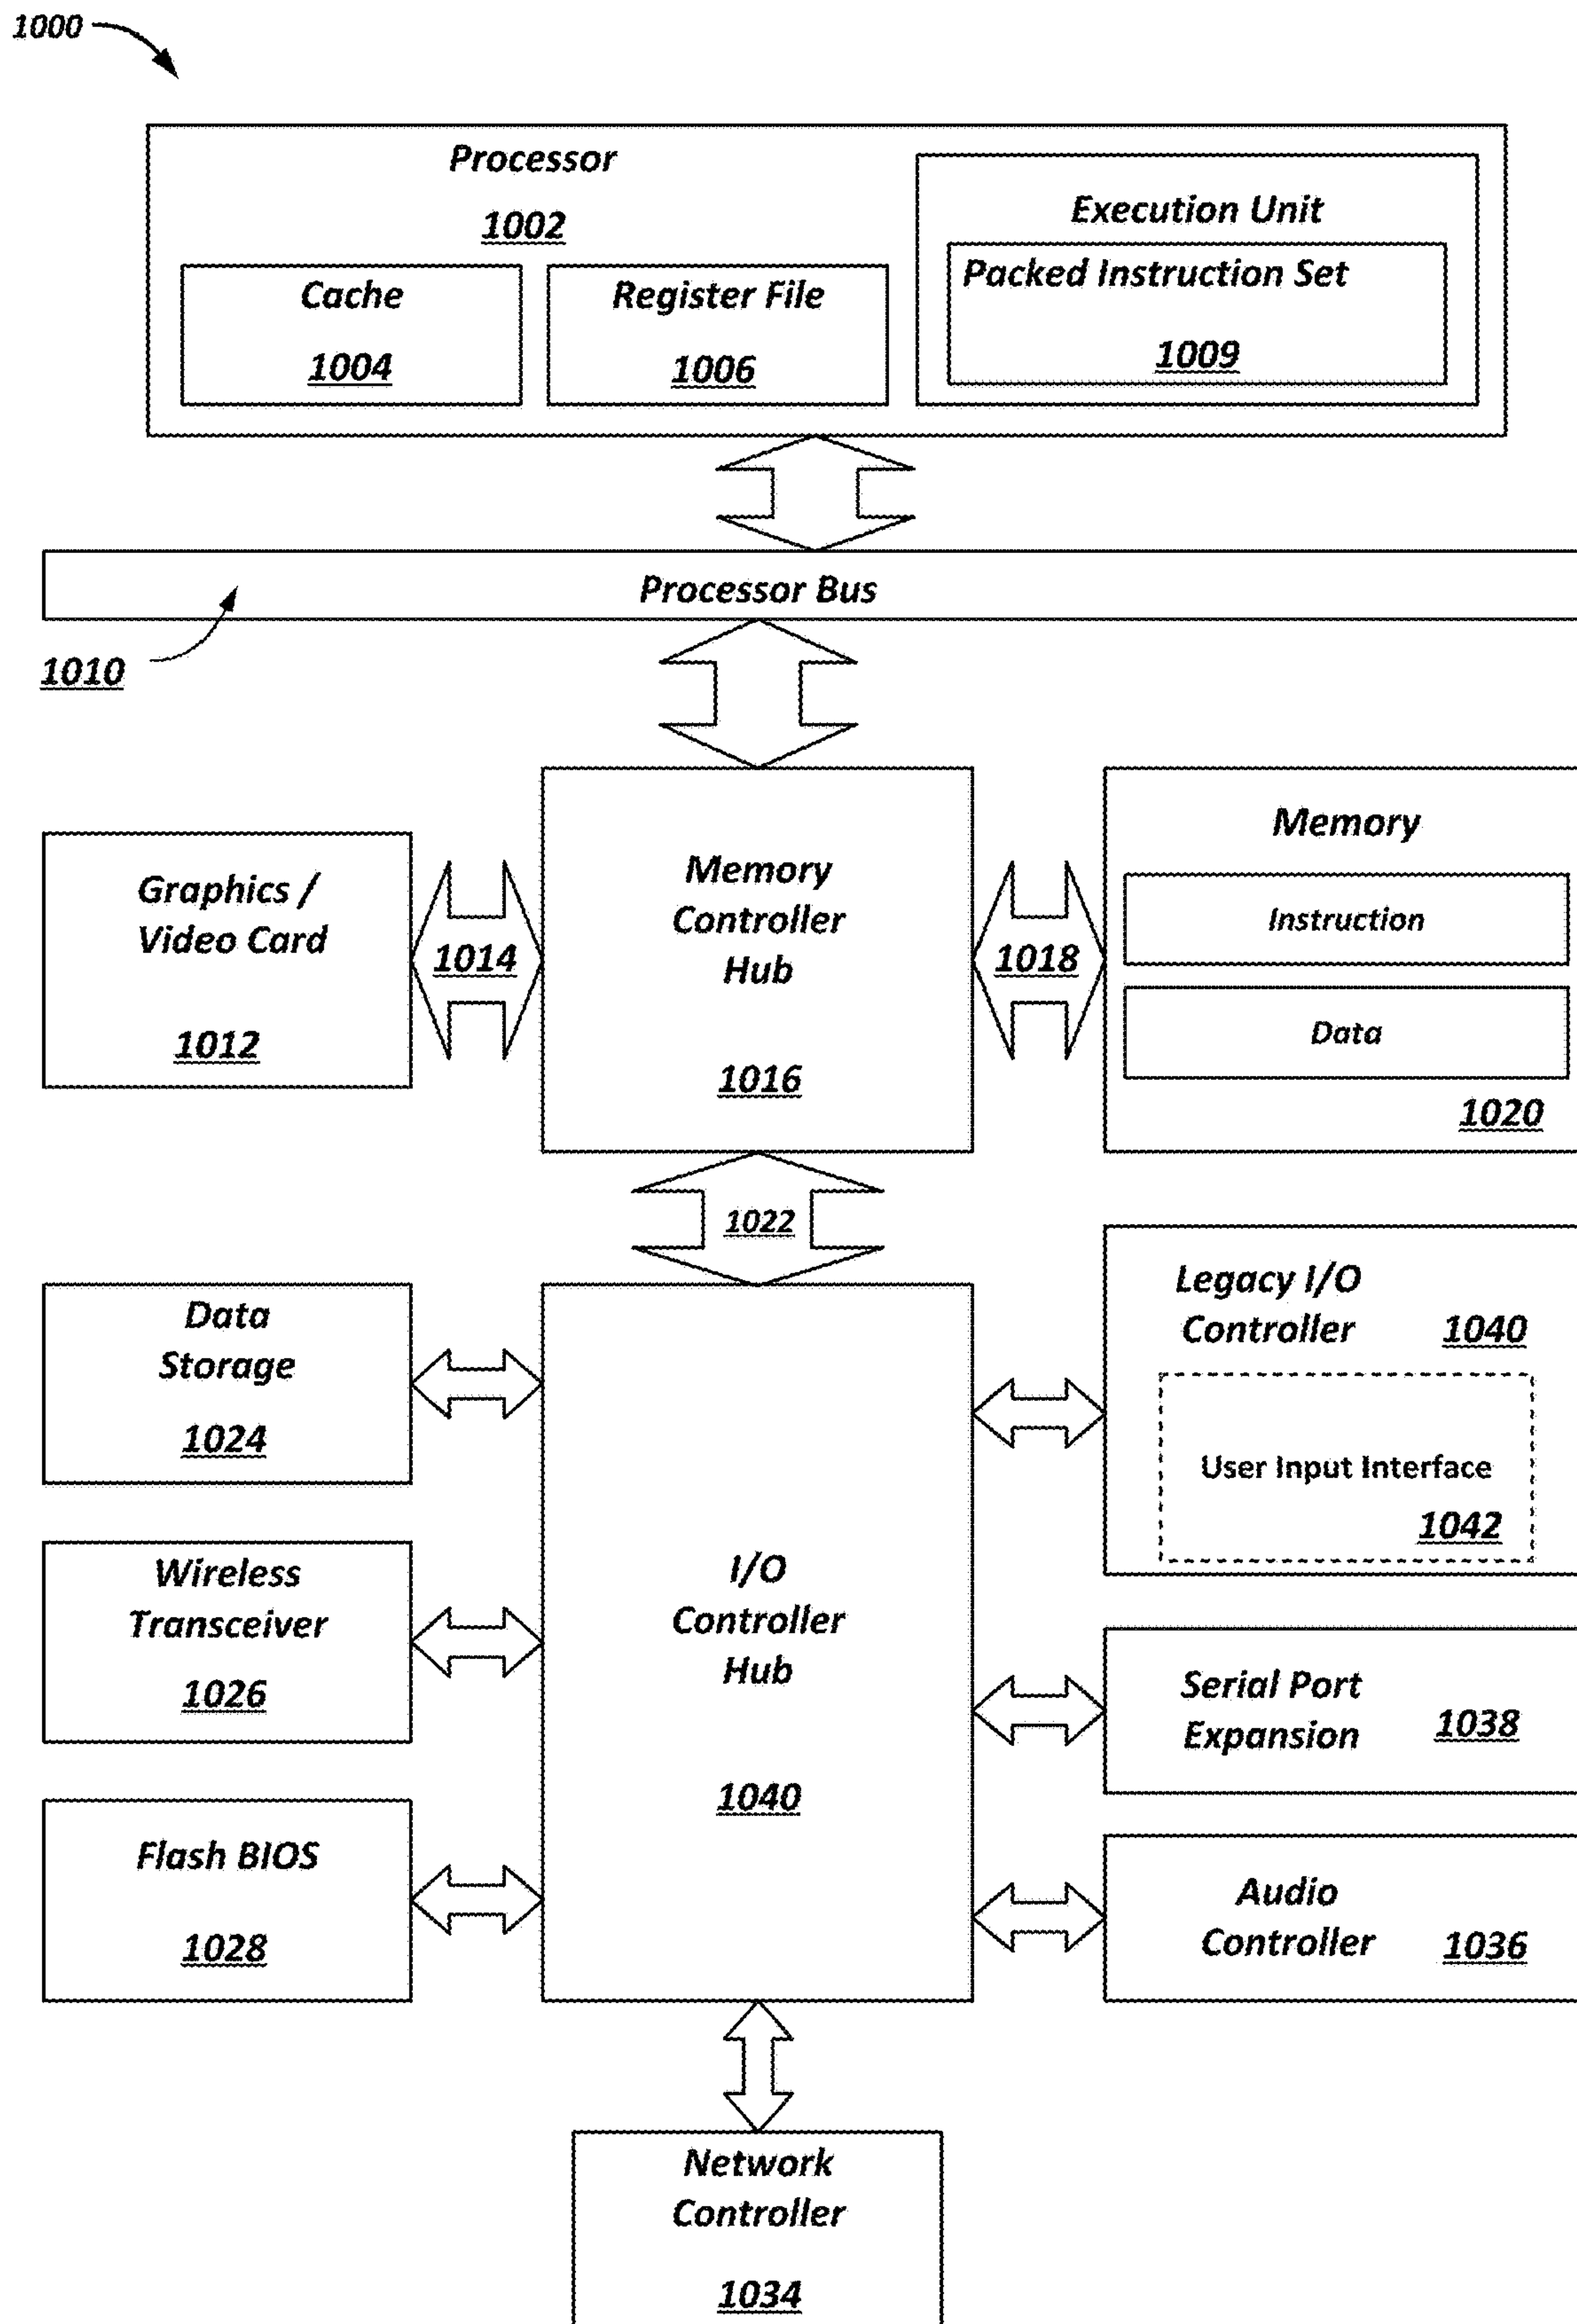 1000
Processor
1002
Cache
1004
Register File
1006
Execution Unit
Packed Instruction Set
1009
Processor Bus
1010
Graphics /
Video Card
1012
1014
Memory
Controller
Hub
1016
1018
Memory
Instruction
Data
1020
1022
Data
Storage
1024
Wireless
Transceiver
1026
Flash BIOS
1028
I/O
Controller
Hub
1040
Legacy I/O
Controller 1040
User Input Interface
1042
Serial Port
Expansion 1038
Audio
Controller 1036
Network
Controller
1034